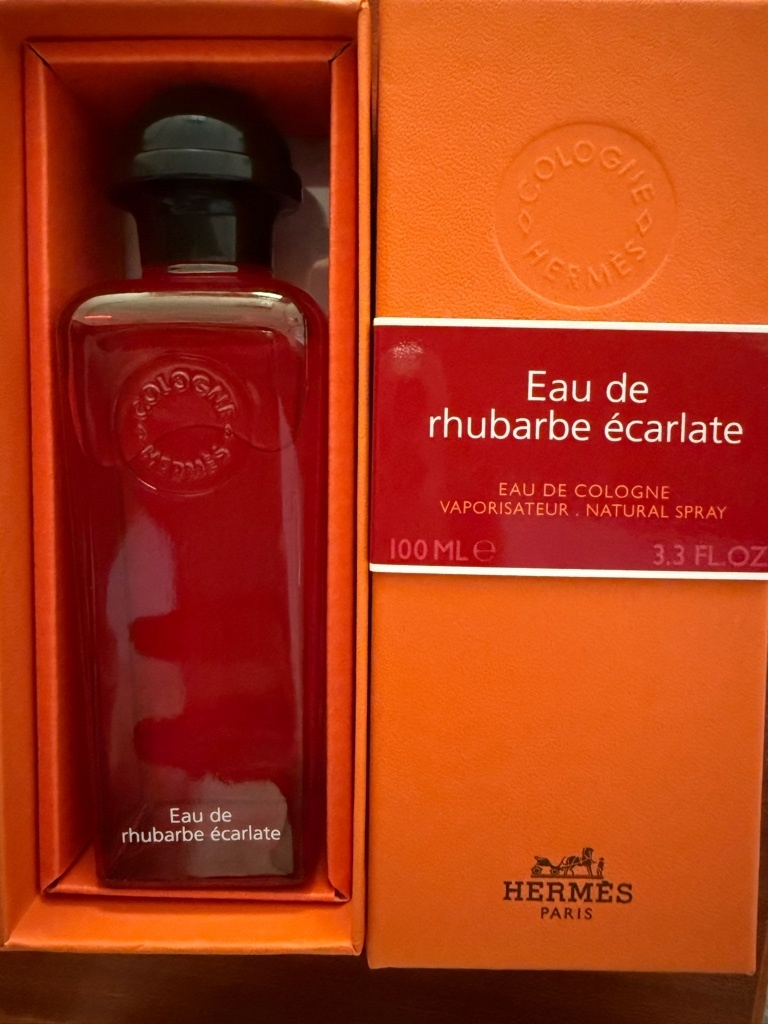 COLOGNE
HERMÈS
Eau de
rhubarbe écarlate
COLOGNE
HERMÈS
Eau de
rhubarbe écarlate
EAU DE COLOGNE
VAPORISATEUR . NATURAL SPRAY
100 ML ℮ 3.3 FL.OZ
HERMÈS
PARIS